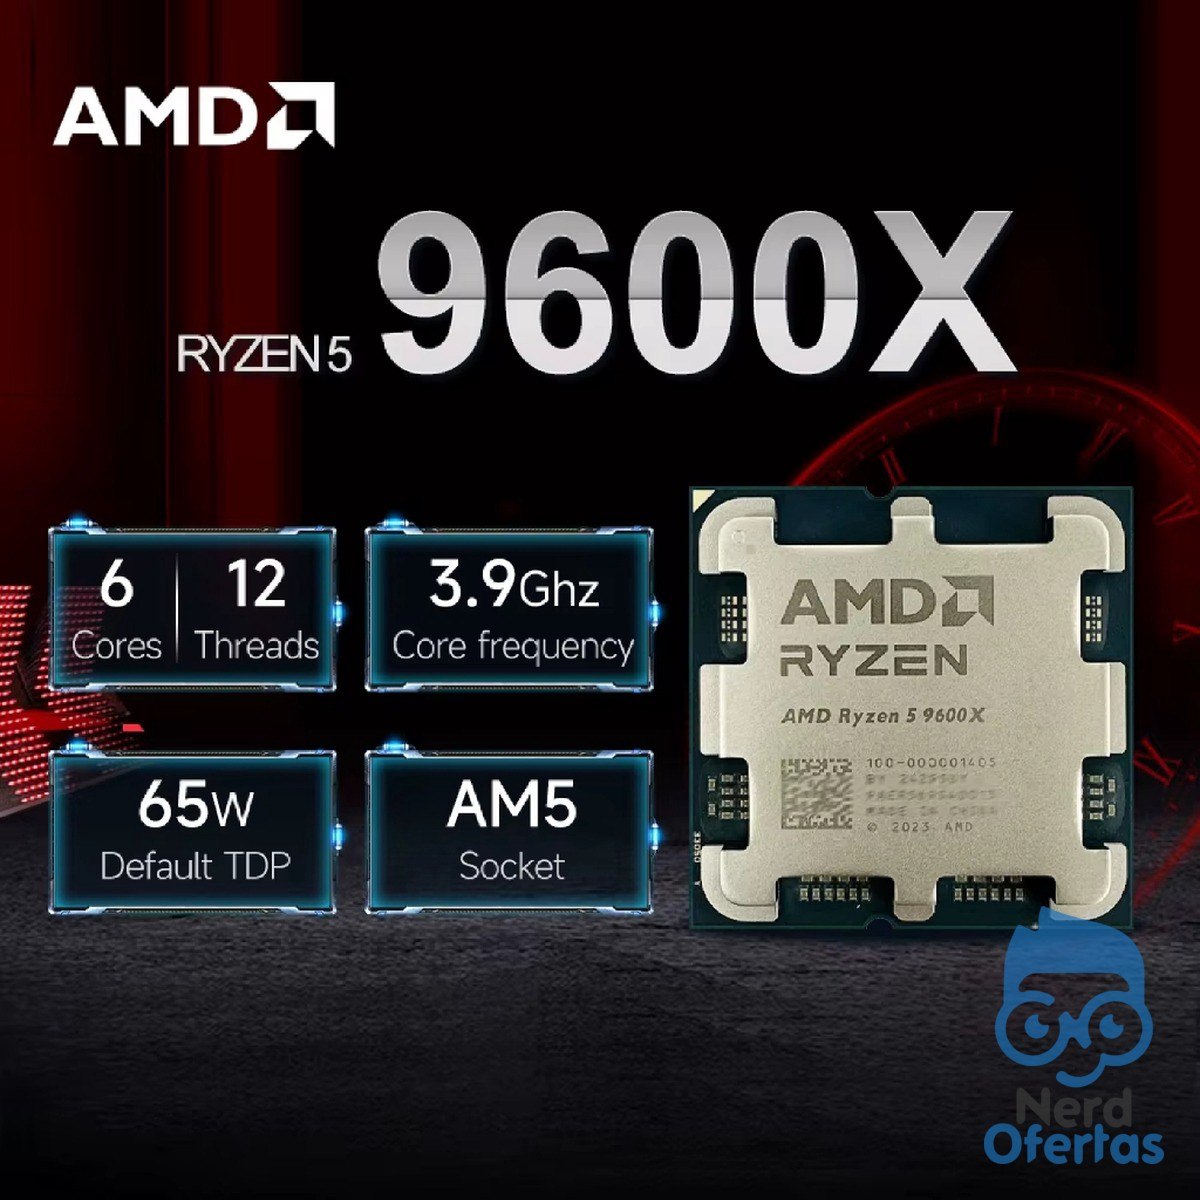 AMD
RYZEN 5 9600X
6 12
Cores Threads
3.9Ghz
Core frequency
65W
Default TDP
AM5
Socket
AMD
RYZEN
AMD Ryzen 5 9600X
100-000001405
© 2023 AMD
Nerd
Ofertas